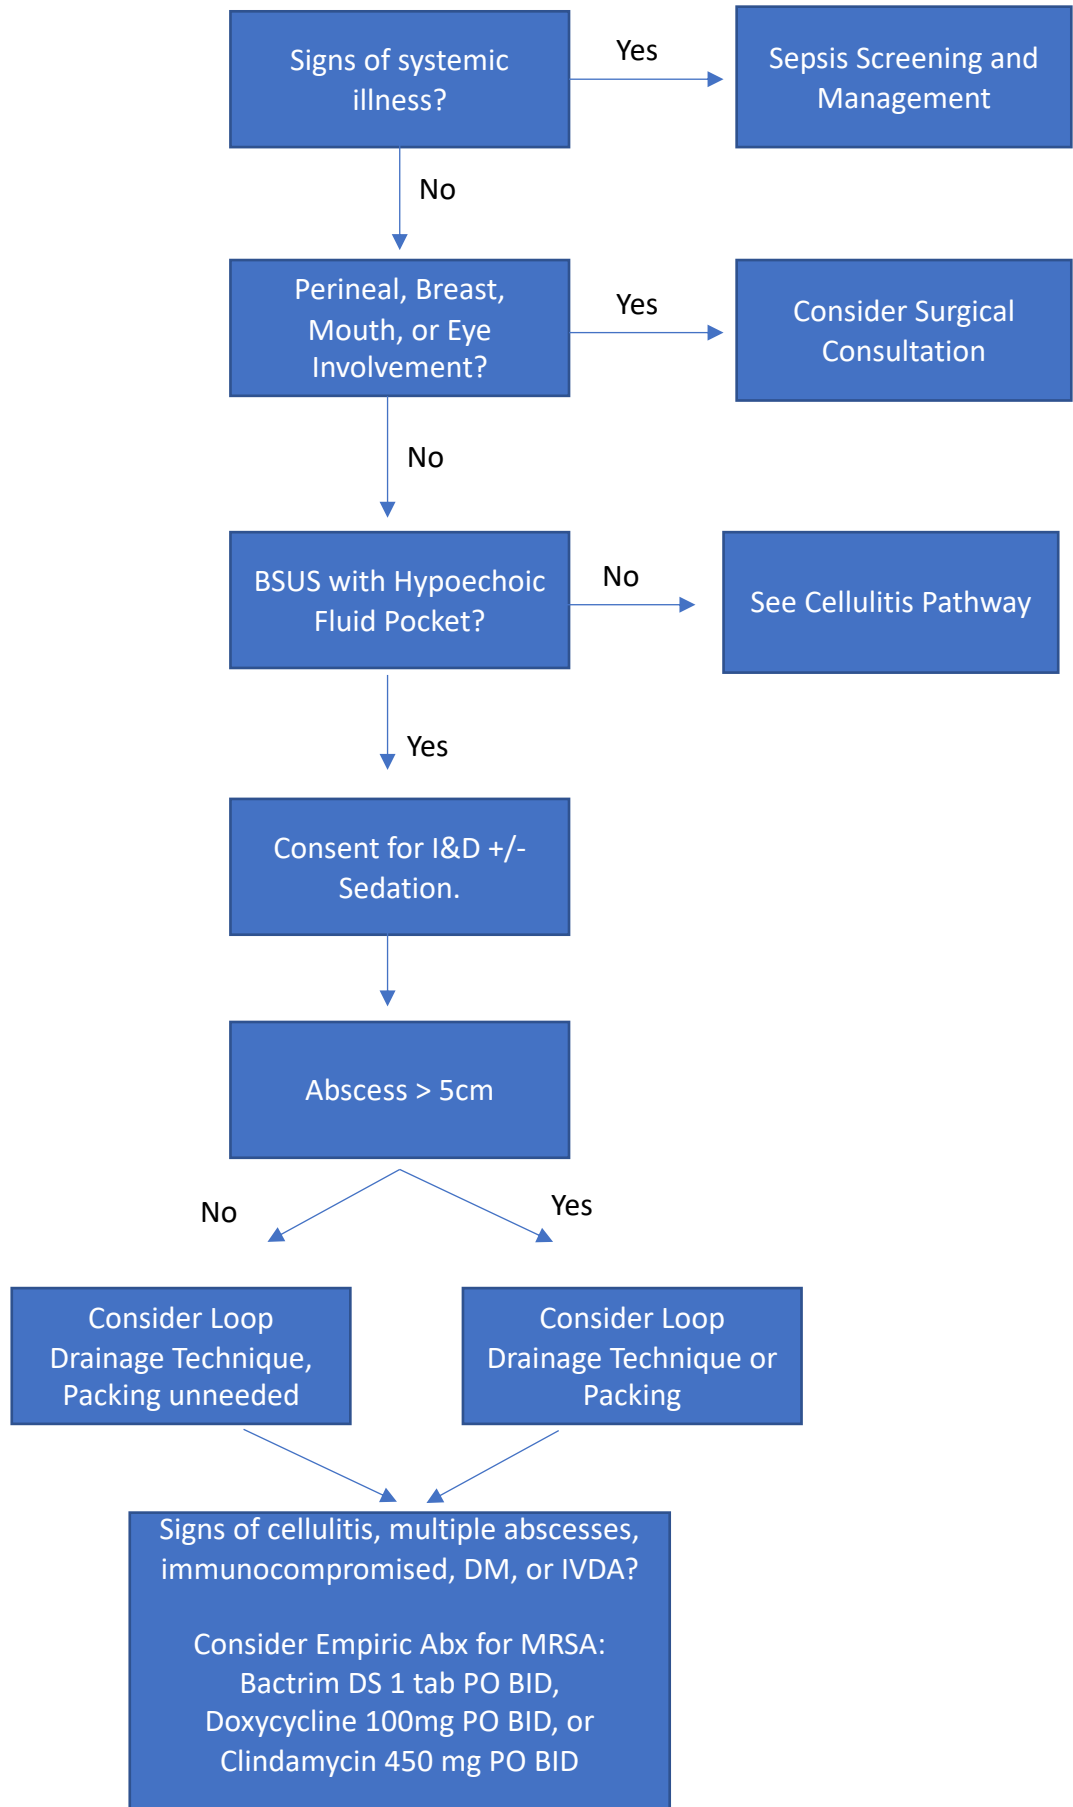 Signs of systemic
illness?
Yes
Sepsis Screening and
Management
No
Perineal, Breast,
Mouth, or Eye
Involvement?
Yes
Consider Surgical
Consultation
No
BSUS with Hypoechoic
Fluid Pocket?
No
See Cellulitis Pathway
Yes
Consent for I&D +/-
Sedation.
Abscess > 5cm
No
Yes
Consider Loop
Drainage Technique,
Packing unneeded
Consider Loop
Drainage Technique or
Packing
Signs of cellulitis, multiple abscesses,
immunocompromised, DM, or IVDA?
Consider Empiric Abx for MRSA:
Bactrim DS 1 tab PO BID,
Doxycycline 100mg PO BID, or
Clindamycin 450 mg PO BID